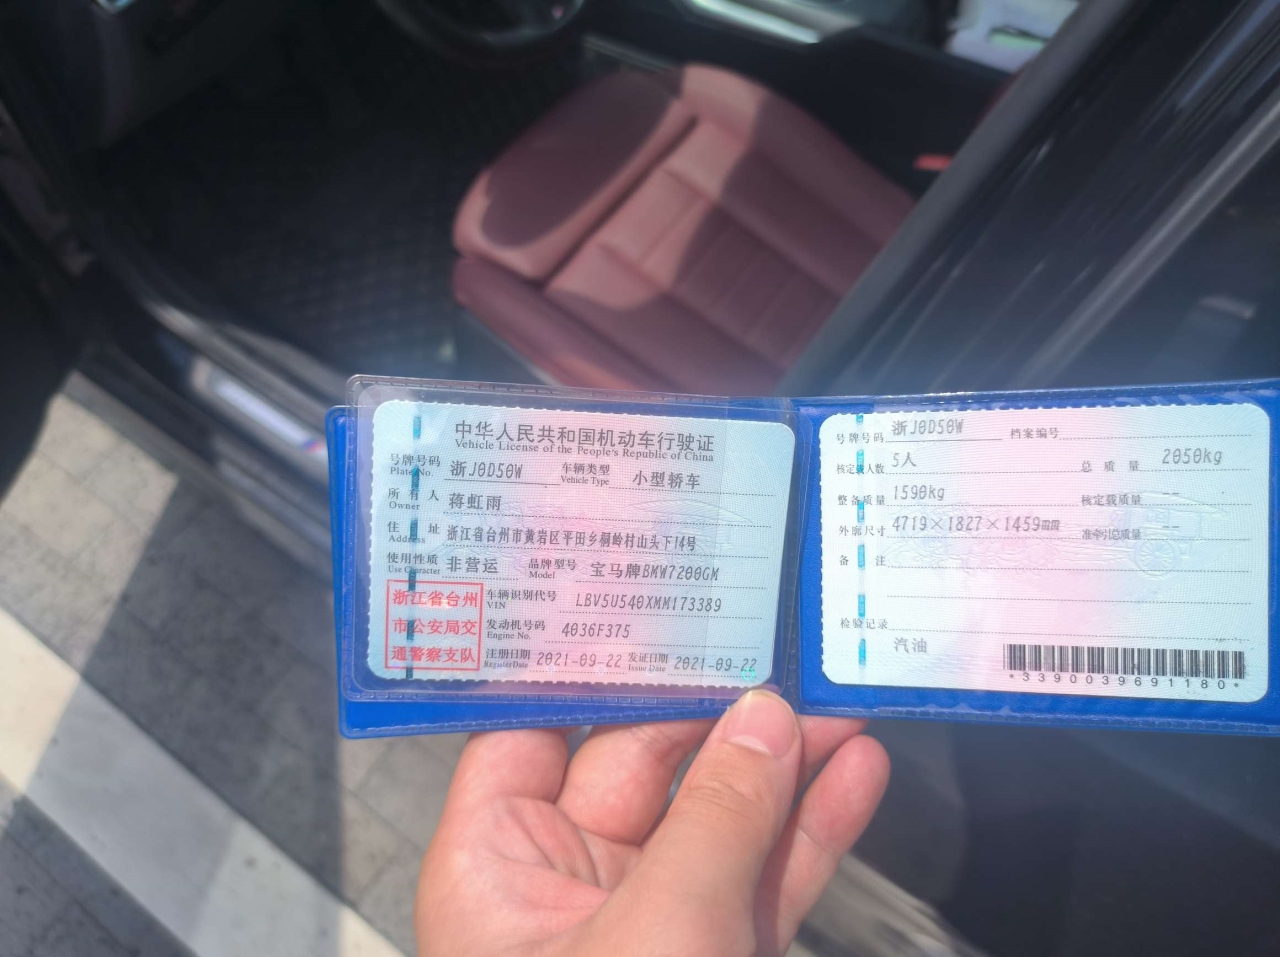 中华人民共和国机动车行驶证
Vehicle License of the People's Republic of China
号牌号码 浙J0D50W 车辆类型 小型轿车
Plate No. Vehicle Type
所有人 蒋虹雨
Owner
住址 浙江省台州市黄岩区平田乡桐岭村山头下14号
Address
使用性质 非营运 品牌型号 宝马牌BMW7200GM
Use Character Model
浙江省台州
市公安局交
通警察支队
车辆识别代号 LBV5U540XMM173389
VIN
发动机号码 4036F375
Engine No.
注册日期 2021-09-22 发证日期 2021-09-22
Register Date Issue Date
号牌号码 浙J0D50W 档案编号
核定载人数 5人 总质量 2050kg
整备质量 1590kg 核定载质量 --
外廓尺寸 4719×1827×1459mm 准牵引总质量 --
备注
检验记录
汽油
*3390039691180*